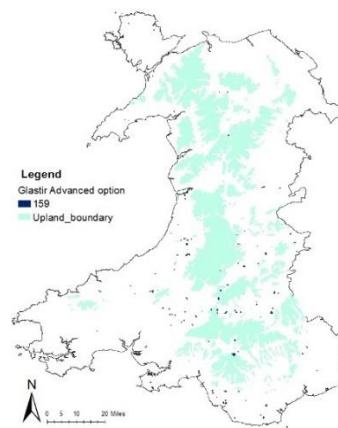 Legend
Glastir Advanced option
159
Upland_boundary
N
0 5 10 20 Miles